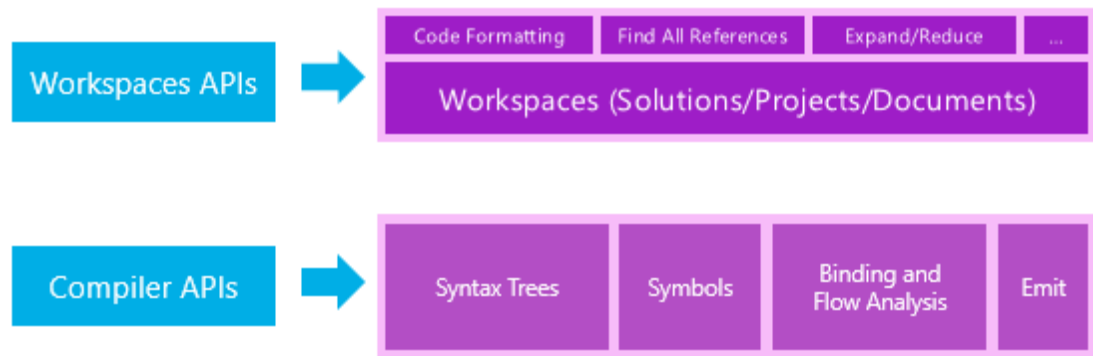 Workspaces APIs
Code Formatting
Find All References
Expand/Reduce
...
Workspaces (Solutions/Projects/Documents)
Compiler APIs
Syntax Trees
Symbols
Binding and
Flow Analysis
Emit